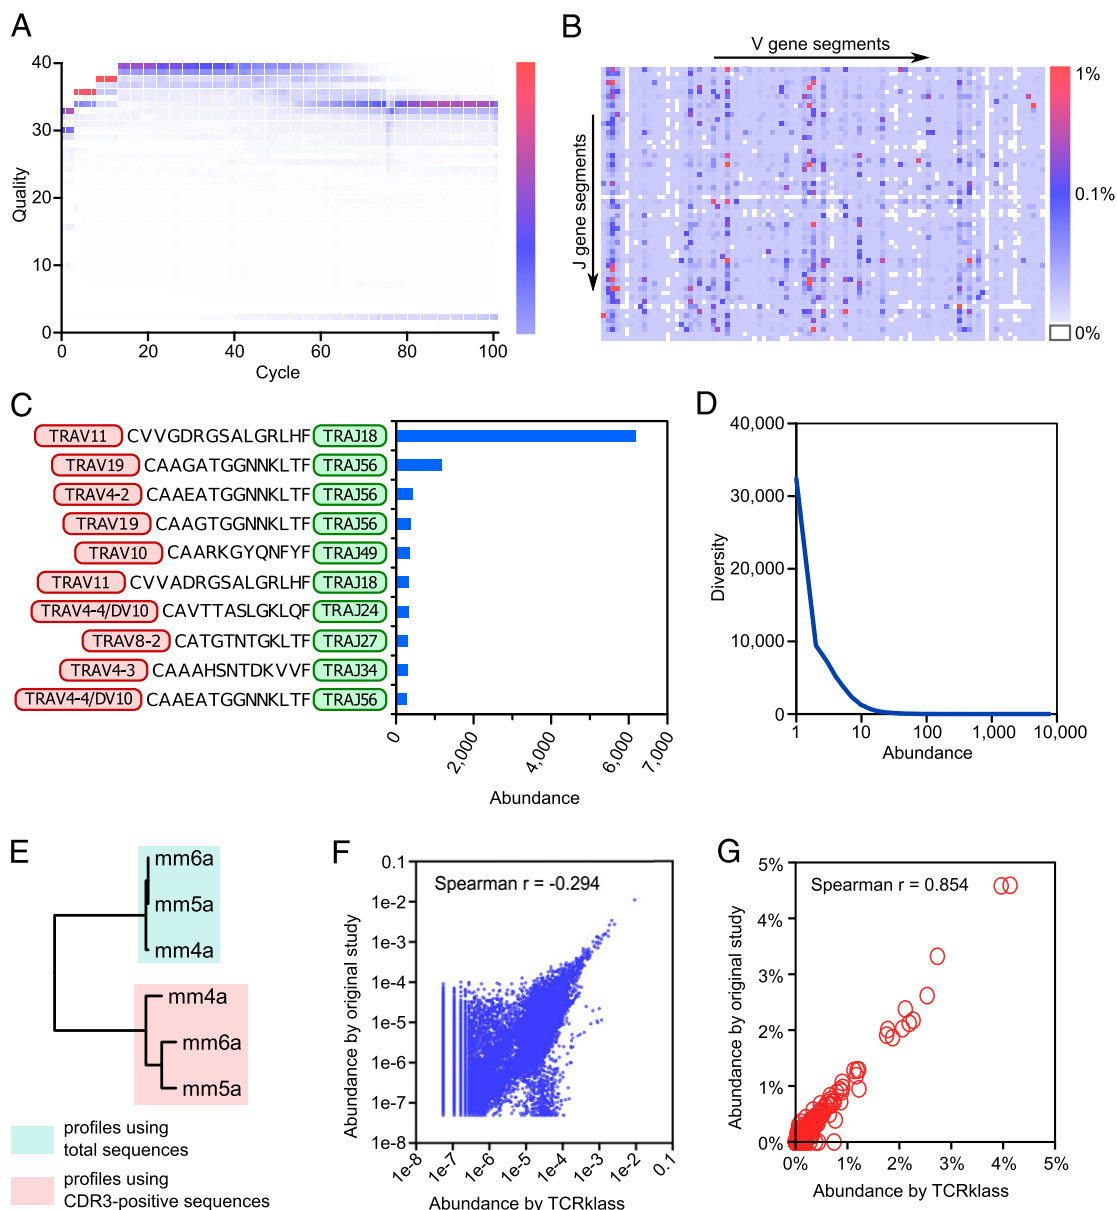 A
40
30
20
10
0
Quality
0 20 40 60 80 100
Cycle
B
V gene segments
J gene segments
1%
0.1%
0%
C
TRAV11 CVVGDRGSALGRLHF TRAJ18
TRAV19 CAAGATGGNNKLTF TRAJ56
TRAV4-2 CAAEATGGNNKLTF TRAJ56
TRAV19 CAAGTGGNNKLTF TRAJ56
TRAV10 CAARKGYQNFYF TRAJ49
TRAV11 CVVADRGSALGRLHF TRAJ18
TRAV4-4/DV10 CAVTTASLGKLQF TRAJ24
TRAV8-2 CATGTNTGKLTF TRAJ27
TRAV4-3 CAAAHSNTDKVVF TRAJ34
TRAV4-4/DV10 CAAEATGGNNKLTF TRAJ56
0 2,000 4,000 6,000 7,000
Abundance
D
40,000
30,000
20,000
10,000
0
Diversity
1 10 100 1,000 10,000
Abundance
E
mm6a
mm5a
mm4a
mm4a
mm6a
mm5a
profiles using
total sequences
profiles using
CDR3-positive sequences
F
Spearman r = -0.294
0.1
1e-2
1e-3
1e-4
1e-5
1e-6
1e-7
1e-8
Abundance by original study
1e-8 1e-7 1e-6 1e-5 1e-4 1e-3 1e-2 0.1
Abundance by TCRklass
G
Spearman r = 0.854
5%
4%
3%
2%
1%
0%
Abundance by original study
0% 1% 2% 3% 4% 5%
Abundance by TCRklass